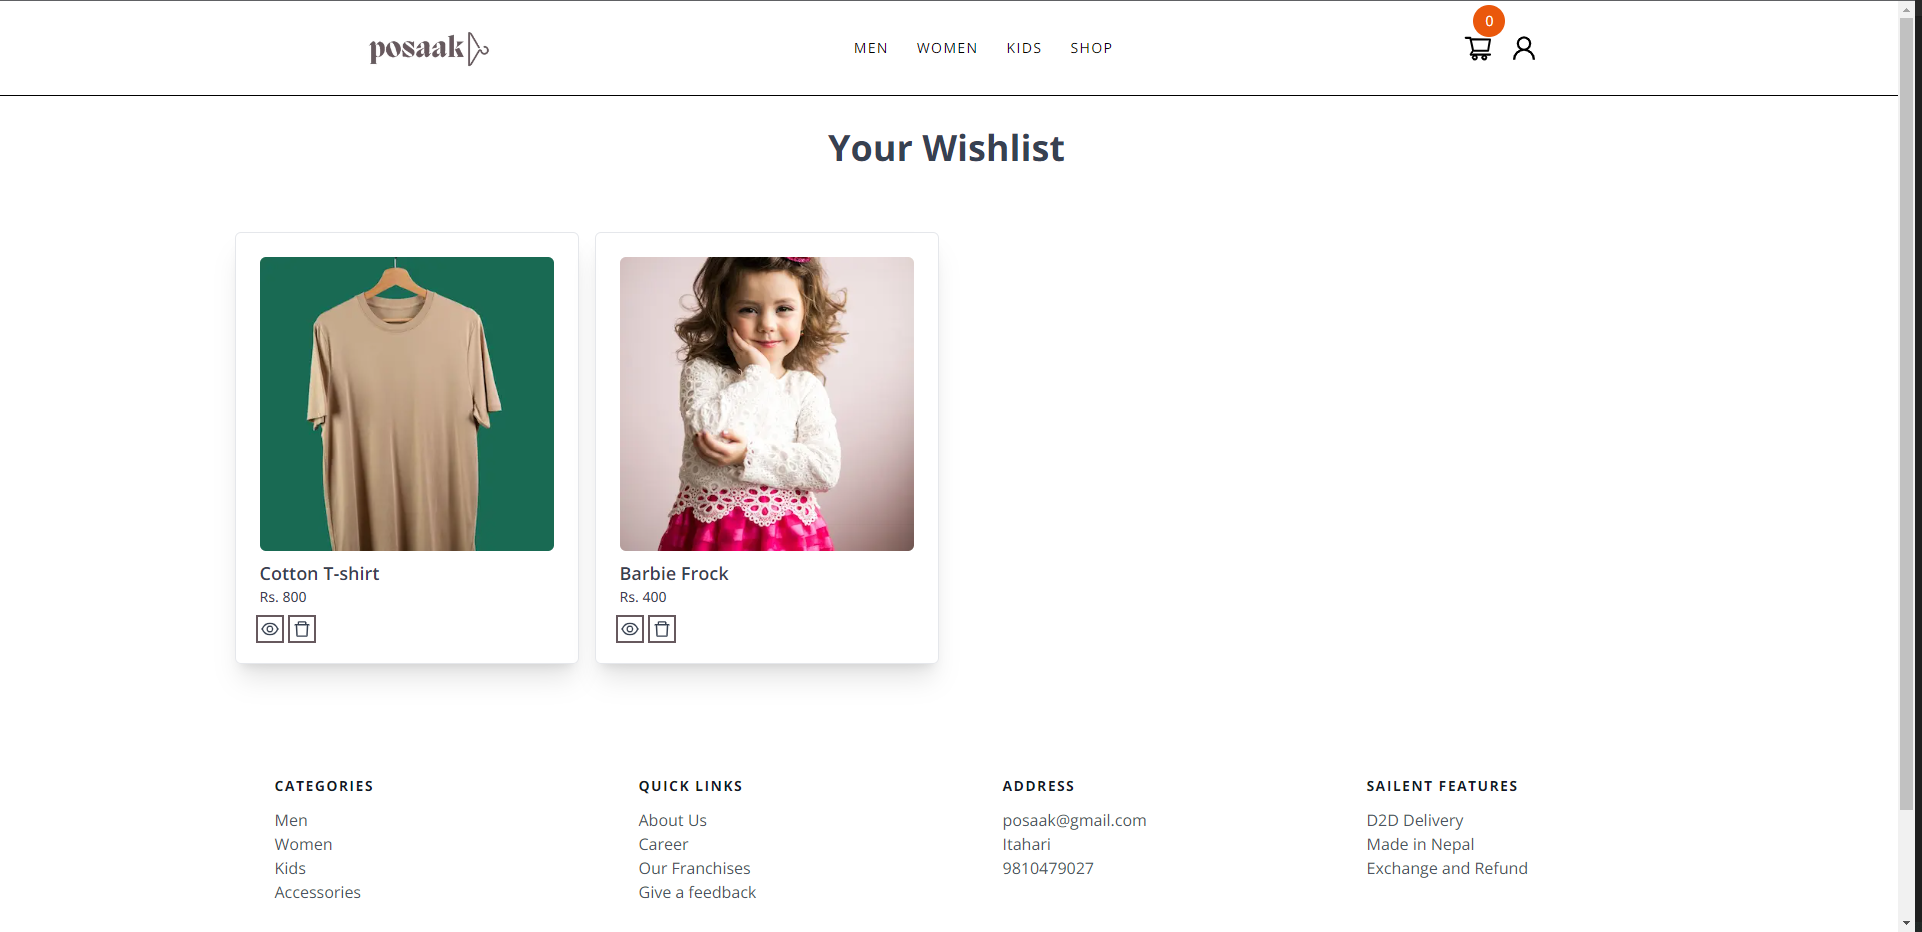 posaak
MEN WOMEN KIDS SHOP
0
Your Wishlist
Cotton T-shirt
Rs. 800
Barbie Frock
Rs. 400
CATEGORIES
Men
Women
Kids
Accessories
QUICK LINKS
About Us
Career
Our Franchises
Give a feedback
ADDRESS
posaak@gmail.com
Itahari
9810479027
SAILENT FEATURES
D2D Delivery
Made in Nepal
Exchange and Refund